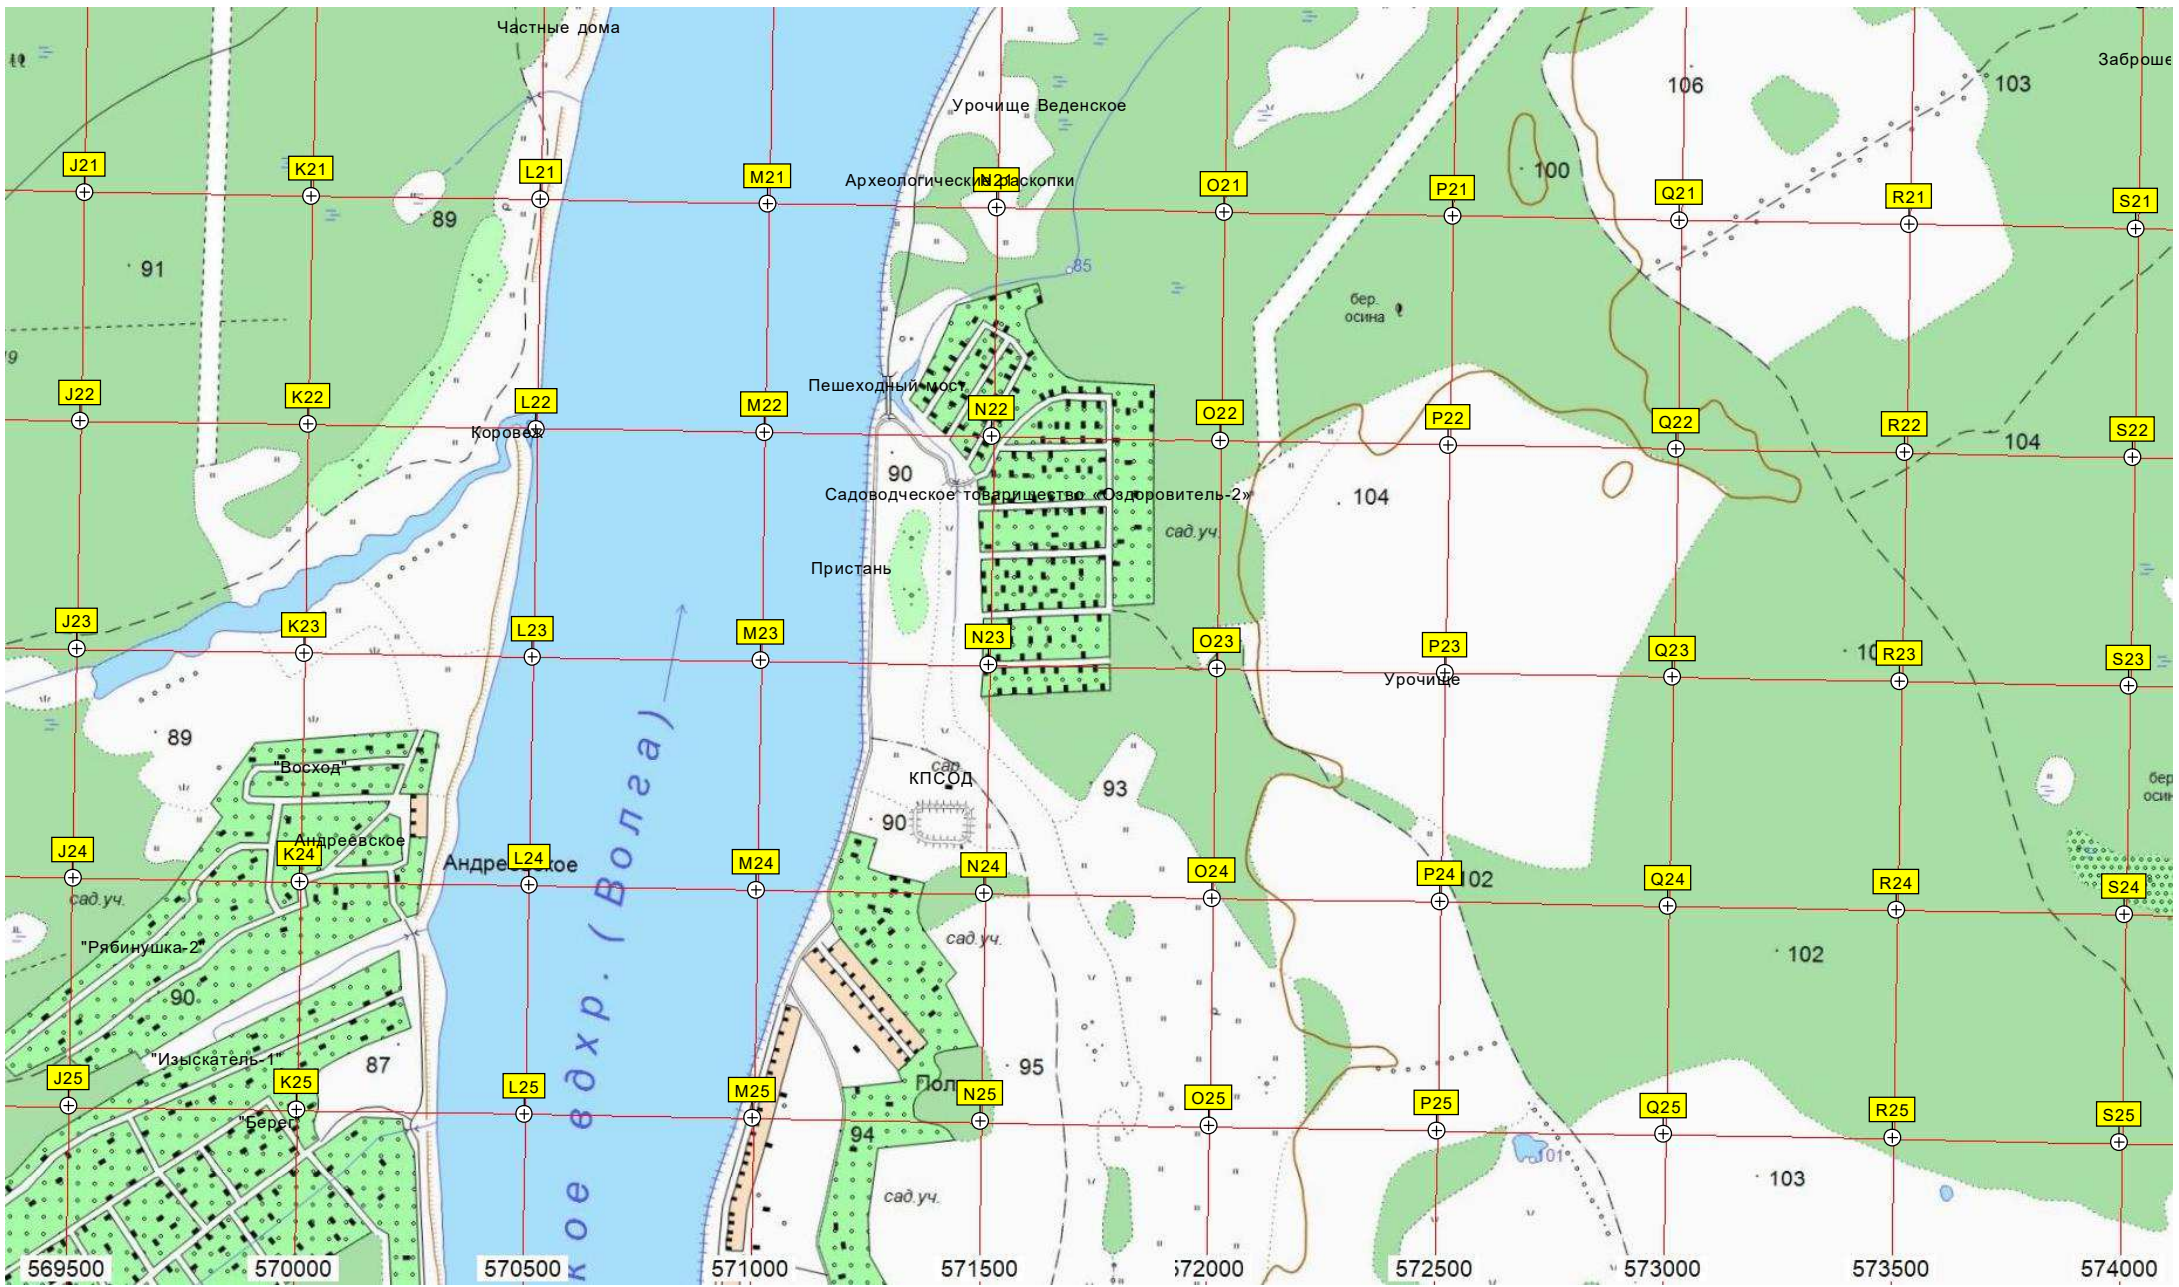 Частные дома
Заброше
106
103
Урочище Веденское
J21
K21
L21
M21
Археологические раскопки
N21
O21
P21
100
Q21
R21
S21
89
91
85
бер.
осина
9
Пешеходный мост
J22
K22
L22
M22
N22
O22
P22
Q22
R22
S22
Коровеж
104
90
Садоводческое товарищество «Оздоровитель-2»
104
сад.уч.
Пристань
J23
K23
L23
M23
N23
O23
P23
Q23
R23
S23
Урочище
89
"Восход"
сар.
КПСОД
93
бер
осин
90
Андреевское
J24
K24
L24
M24
N24
O24
P24
102
Q24
R24
S24
Андреевское
сад.уч.
"Рябинушка-2"
сад.уч.
102
90
кое вдхр. (Волга)
"Изыскатель-1"
87
95
J25
K25
L25
M25
Пол
N25
O25
P25
Q25
R25
S25
"Берег"
94
101
103
сад.уч.
569500
570000
570500
571000
571500
572000
572500
573000
573500
574000